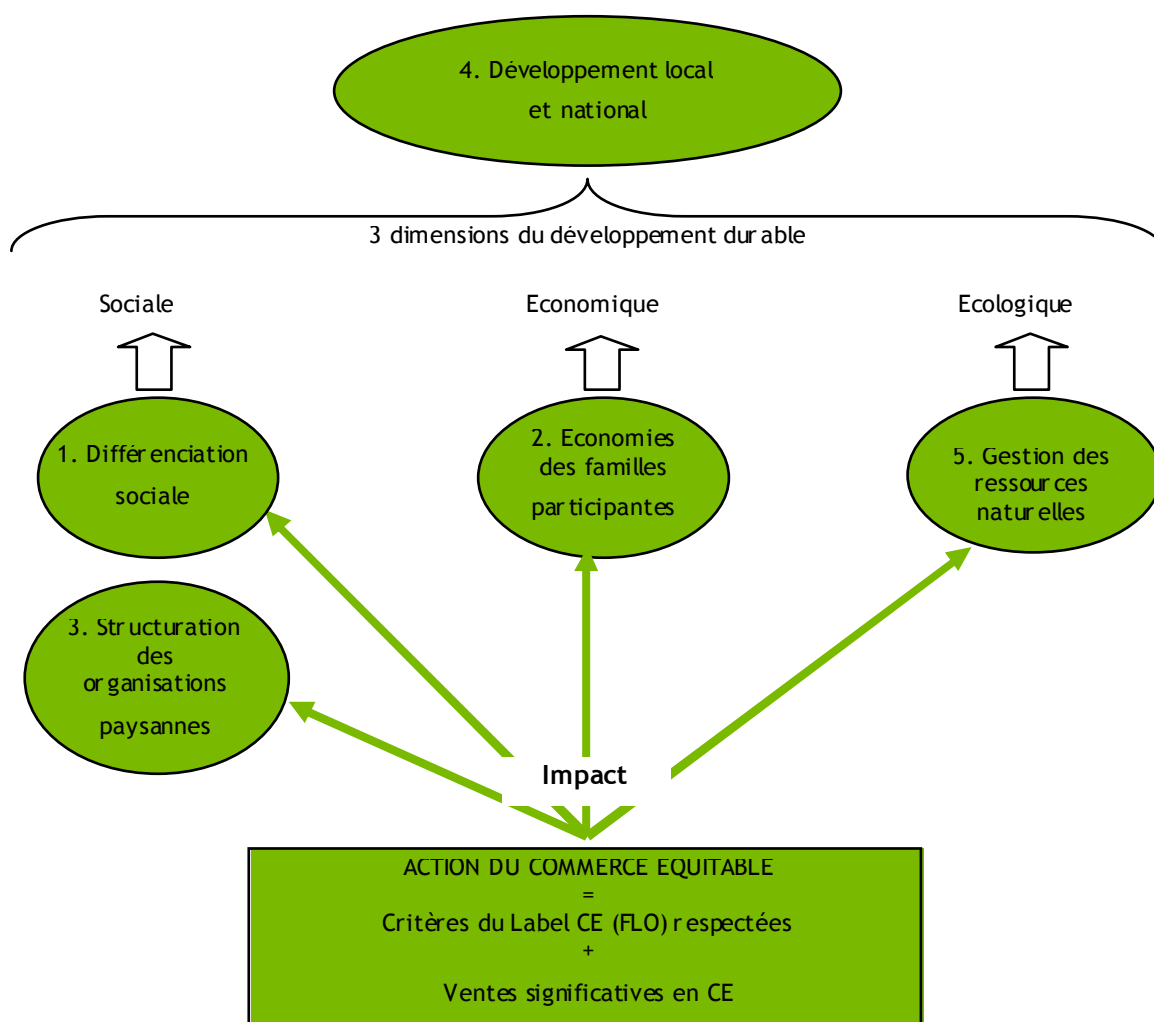 4. Développement local
et national
3 dimensions du développement durable
Sociale
Economique
Ecologique
1. Différenciation
sociale
2. Economies
des familles
participantes
5. Gestion des
ressources
naturelles
3. Structuration
des
organisations
paysannes
Impact
ACTION DU COMMERCE EQUITABLE
=
Critères du Label CE (FLO) respectées
+
Ventes significatives en CE